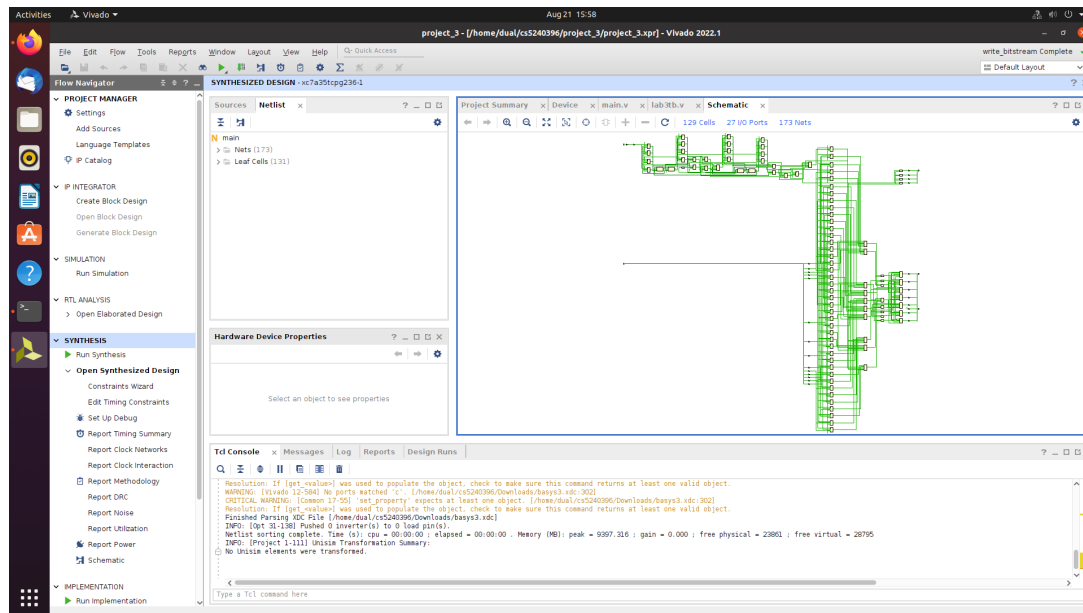 Activities Vivado Aug 21 15:58
project_3 - [/home/dual/cs5240396/project_3/project_3.xpr] - Vivado 2022.1
File Edit Flow Tools Reports Window Layout View Help Q- Quick Access write_bitstream Complete
Default Layout
Flow Navigator SYNTHESIZED DESIGN - xc7a35tcpg236-1
PROJECT MANAGER
Settings
Add Sources
Language Templates
IP Catalog
IP INTEGRATOR
Create Block Design
Open Block Design
Generate Block Design
SIMULATION
Run Simulation
RTL ANALYSIS
Open Elaborated Design
SYNTHESIS
Run Synthesis
Open Synthesized Design
Constraints Wizard
Edit Timing Constraints
Set Up Debug
Report Timing Summary
Report Clock Networks
Report Clock Interaction
Report Methodology
Report DRC
Report Noise
Report Utilization
Report Power
Schematic
IMPLEMENTATION
Run Implementation
Sources Netlist
N main
Nets (173)
Leaf Cells (131)
Hardware Device Properties
Select an object to see properties
Project Summary Device main.v lab3tb.v Schematic
129 Cells 27 I/O Ports 173 Nets
Tcl Console Messages Log Reports Design Runs
Resolution: If [get_<value>] was used to populate the object, check to make sure this command returns at least one valid object.
WARNING: [Vivado 12-584] No ports matched 'c'. [/home/dual/cs5240396/Downloads/basys3.xdc:302]
CRITICAL WARNING: [Common 17-55] 'set_property' expects at least one object. [/home/dual/cs5240396/Downloads/basys3.xdc:302]
Resolution: If [get_<value>] was used to populate the object, check to make sure this command returns at least one valid object.
Finished Parsing XDC File [/home/dual/cs5240396/Downloads/basys3.xdc]
INFO: [Opt 31-138] Pushed 0 inverter(s) to 0 load pin(s).
Netlist sorting complete. Time (s): cpu = 00:00:00 ; elapsed = 00:00:00 . Memory (MB): peak = 9397.316 ; gain = 0.000 ; free physical = 23861 ; free virtual = 28795
INFO: [Project 1-111] Unisim Transformation Summary:
No Unisim elements were transformed.
Type a Tcl command here